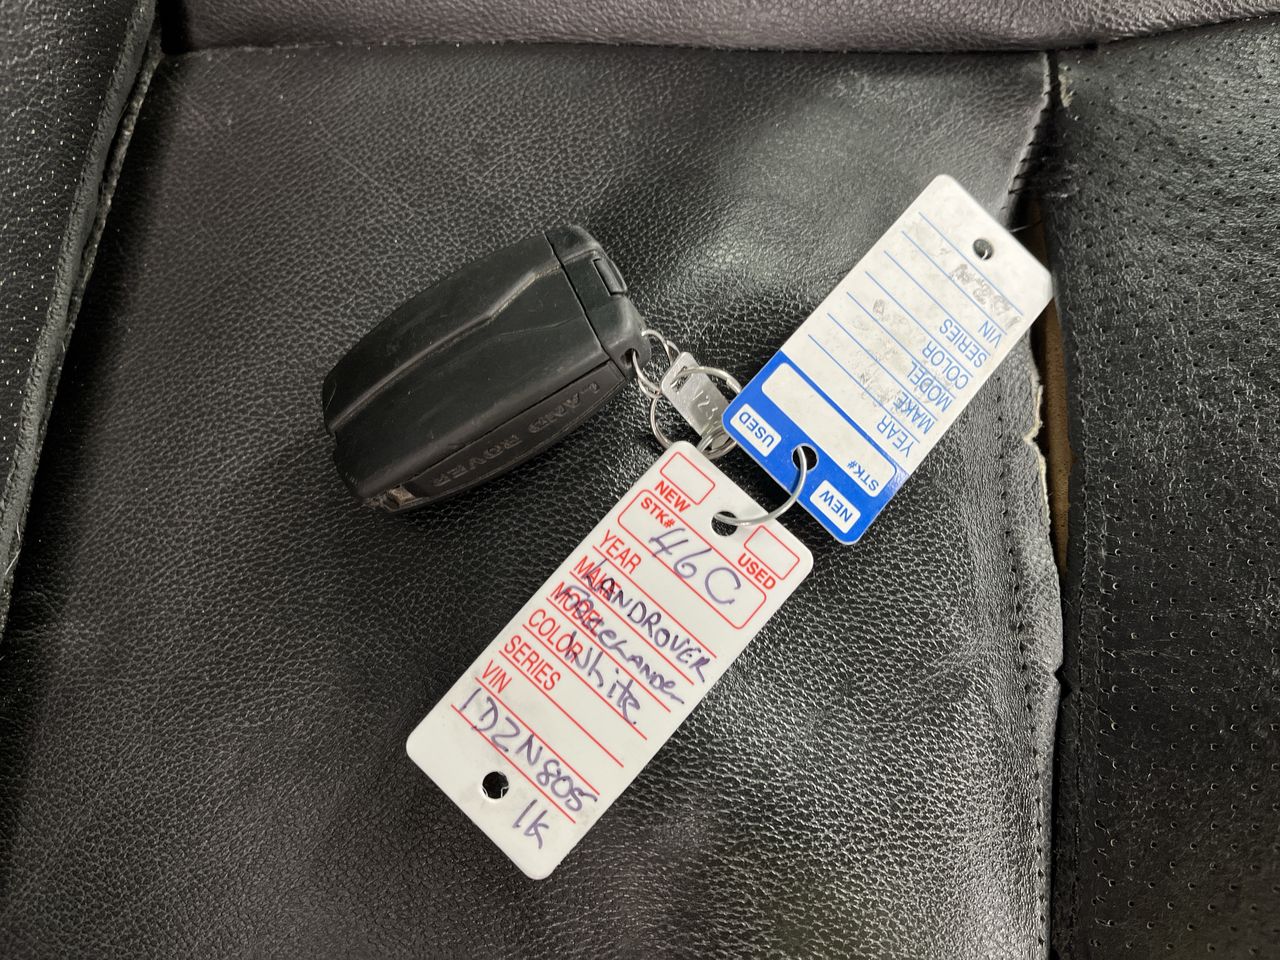 LAND ROVER
NEW
USED
STK# 46C
YEAR
MAKE LANDROVER
MODEL FREELANDER
COLOR White
SERIES
VIN
1DZN805
1k
NEW
USED
STK#
YEAR
MAKE
MODEL
COLOR
SERIES
VIN